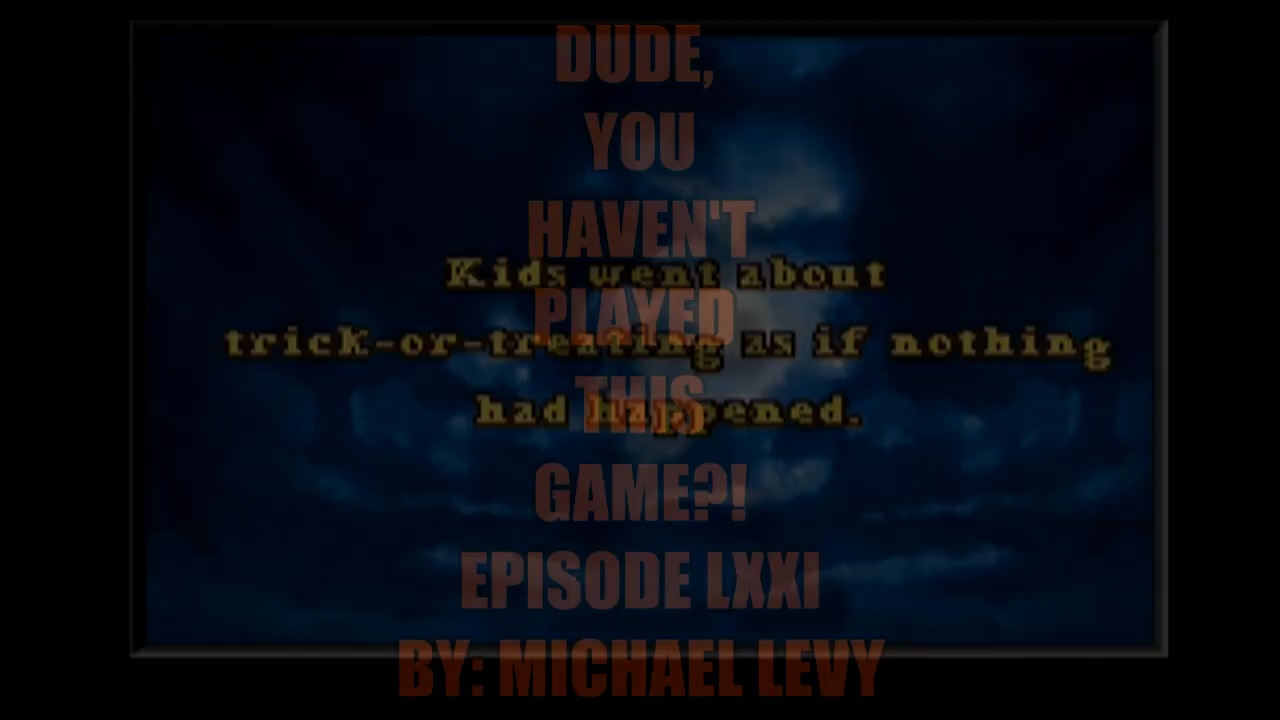 DUDE,
YOU
HAVEN'T
PLAYED
THIS
GAME?!
EPISODE LXXI
BY: MICHAEL LEVY
Kids went about
trick-or-treating as if nothing
had happened.